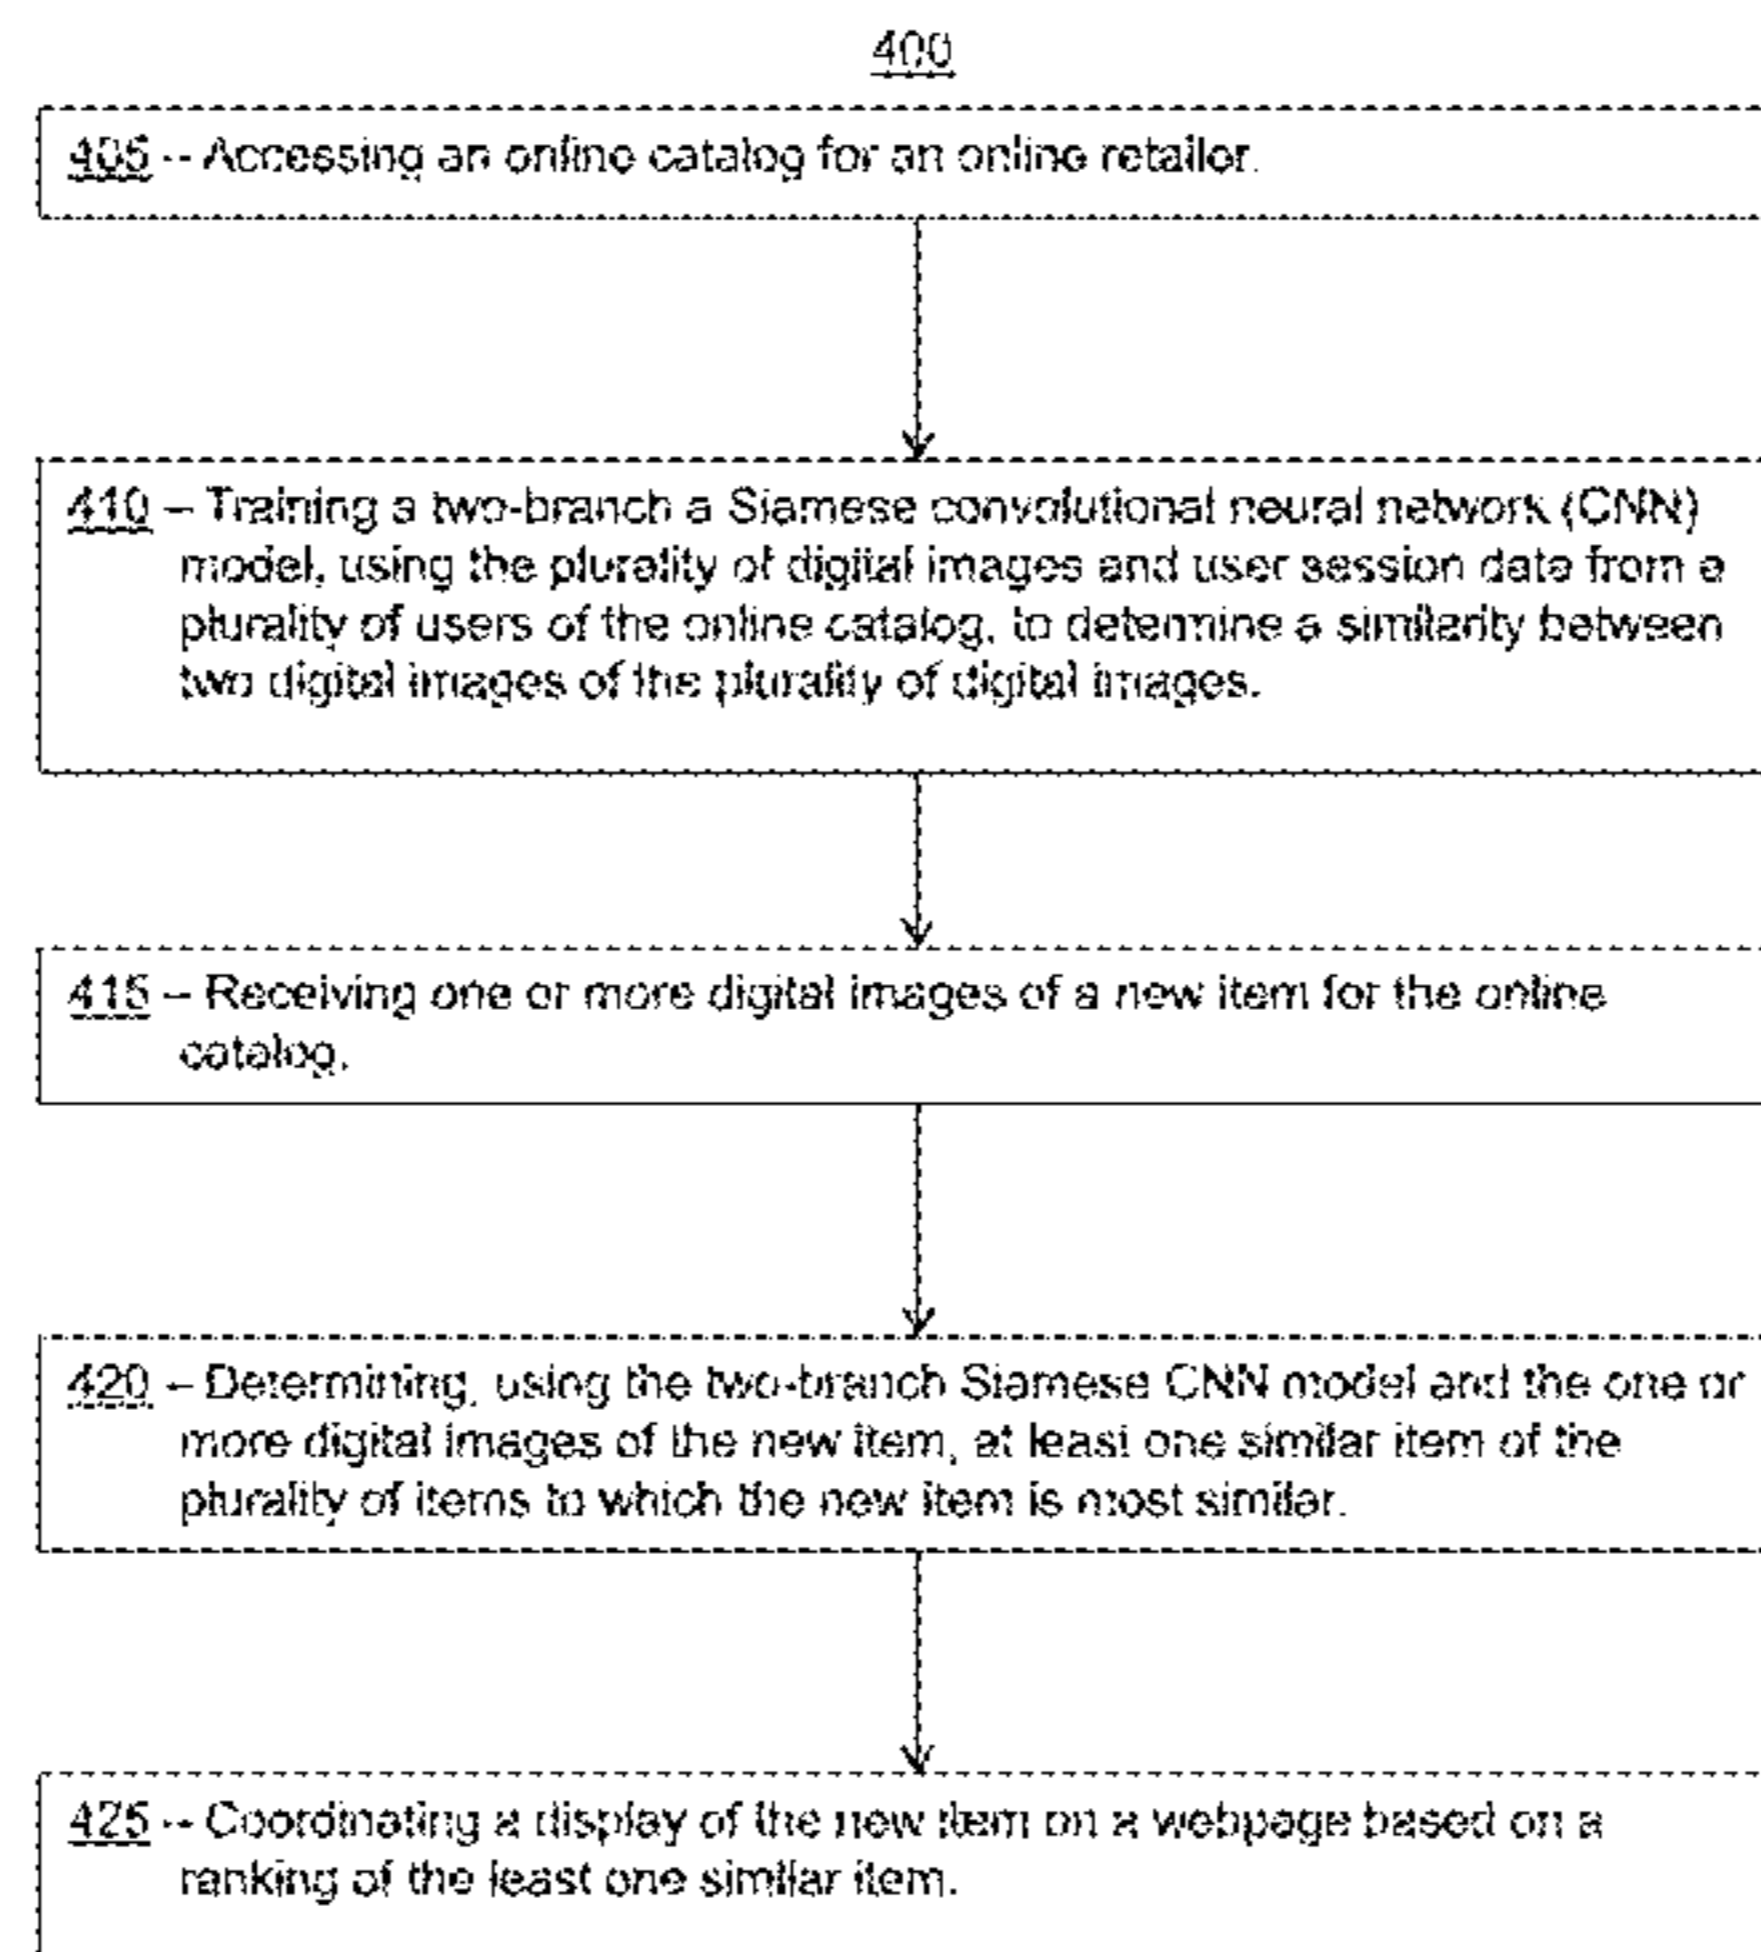 400
405 -- Accessing an online catalog for an online retailer.
410 – Training a two-branch a Siamese convolutional neural network (CNN)
model, using the plurality of digital images and user session data from a
plurality of users of the online catalog, to determine a similarity between
two digital images of the plurality of digital images.
415 – Receiving one or more digital images of a new item for the online
catalog.
420 – Determining, using the two-branch Siamese CNN model and the one or
more digital images of the new item, at least one similar item of the
plurality of items to which the new item is most similar.
425 -- Coordinating a display of the new item on a webpage based on a
ranking of the least one similar item.